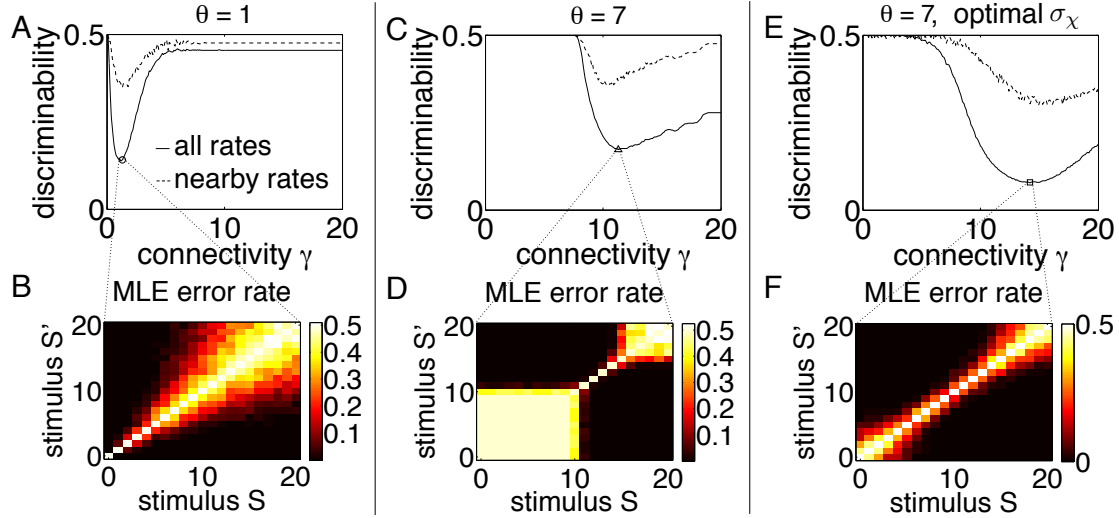 A
θ = 1
0.5
discriminability
0
— all rates
---- nearby rates
0
10
20
connectivity γ
B
MLE error rate
20
10
0
stimulus S'
0
10
20
stimulus S
0.5
0.4
0.3
0.2
0.1
C
θ = 7
0.5
discriminability
0
0
10
20
connectivity γ
D
MLE error rate
20
10
0
stimulus S'
0
10
20
stimulus S
0.5
0.4
0.3
0.2
0.1
E
θ = 7, optimal σχ
0.5
discriminability
0
0
10
20
connectivity γ
F
MLE error rate
20
10
0
stimulus S'
0
10
20
stimulus S
0.5
0